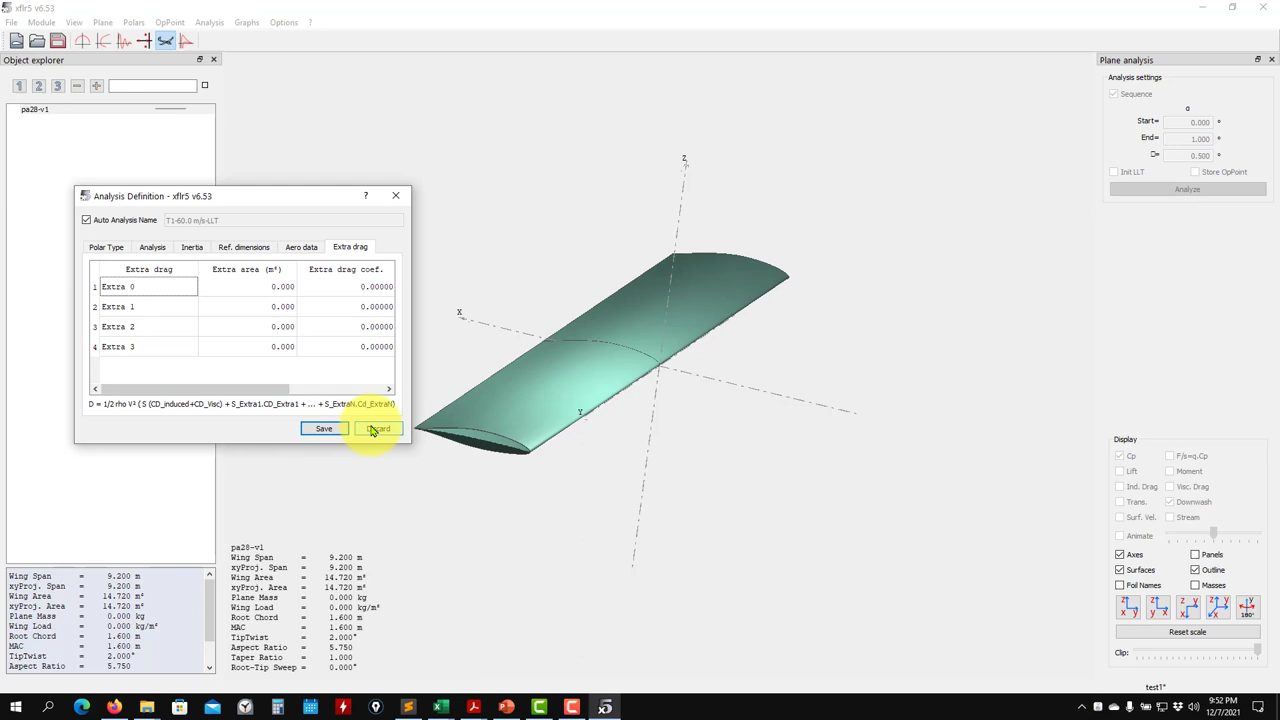 xflr5 v6.53
File Module View Plane Polars OpPoint Analysis Graphs Options ?
Object explorer
1 2 3
pa28-v1
Analysis Definition - xflr5 v6.53
Auto Analysis Name T1-60.0 m/s-LLT
Polar Type Analysis Inertia Ref. dimensions Aero data Extra drag
Extra drag Extra area (m²) Extra drag coef.
1 Extra 0 0.000 0.00000
2 Extra 1 0.000 0.00000
3 Extra 2 0.000 0.00000
4 Extra 3 0.000 0.00000
D = 1/2 rho V² ( S (CD_induced+CD_Visc) + S_Extra1.CD_Extra1 + ... + S_ExtraN.Cd_ExtraN)
Save Discard
Z
X
Y
pa28-v1
Wing Span = 9.200 m
xyProj. Span = 9.200 m
Wing Area = 14.720 m²
xyProj. Area = 14.720 m²
Plane Mass = 0.000 kg
Wing Load = 0.000 kg/m²
Root Chord = 1.600 m
MAC = 1.600 m
TipTwist = 2.000°
Aspect Ratio = 5.750
Taper Ratio = 1.000
Root-Tip Sweep = 0.000°
Wing Span = 9.200 m
xyProj. Span = 9.200 m
Wing Area = 14.720 m²
xyProj. Area = 14.720 m²
Plane Mass = 0.000 kg
Wing Load = 0.000 kg/m²
Root Chord = 1.600 m
MAC = 1.600 m
TipTwist = 2.000°
Aspect Ratio = 5.750
Plane analysis
Analysis settings
Sequence
α
Start= 0.000 °
End= 1.000 °
= 0.500 °
Init LLT Store OpPoint
Analyze
Display
Cp F/s=q.Cp
Lift Moment
Ind. Drag Visc. Drag
Trans. Downwash
Surf. Vel. Stream
Animate
Axes Panels
Surfaces Outline
Foil Names Masses
Reset scale
Clip:
test1*
9:52 PM
12/7/2021